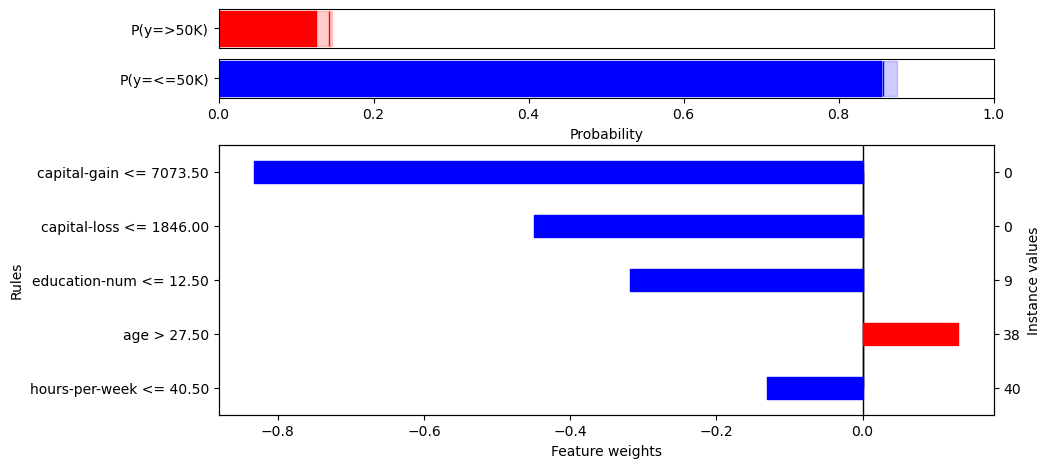 P(y=>50K)
P(y=<=50K)
0.0 0.2 0.4 0.6 0.8 1.0
Probability
capital-gain <= 7073.50 0
capital-loss <= 1846.00 0
education-num <= 12.50 9
age > 27.50 38
hours-per-week <= 40.50 40
Rules
Instance values
−0.8 −0.6 −0.4 −0.2 0.0
Feature weights